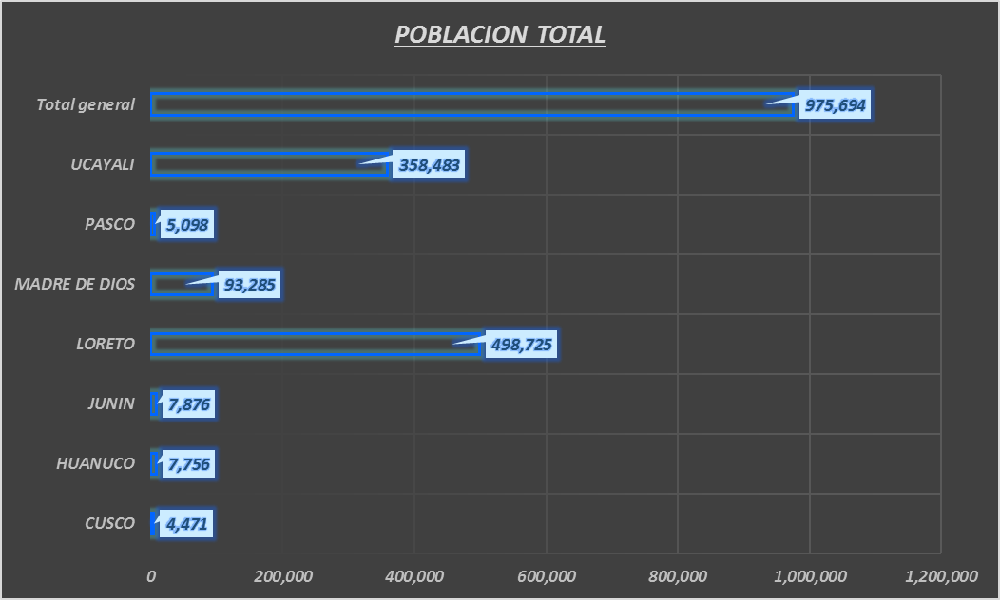 POBLACION TOTAL
Total general 975,694
UCAYALI 358,483
PASCO 5,098
MADRE DE DIOS 93,285
LORETO 498,725
JUNIN 7,876
HUANUCO 7,756
CUSCO 4,471
0 200,000 400,000 600,000 800,000 1,000,000 1,200,000